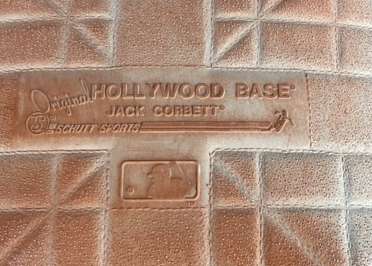 Original HOLLYWOOD BASE®
JACK CORBETT®
SCHUTT SPORTS